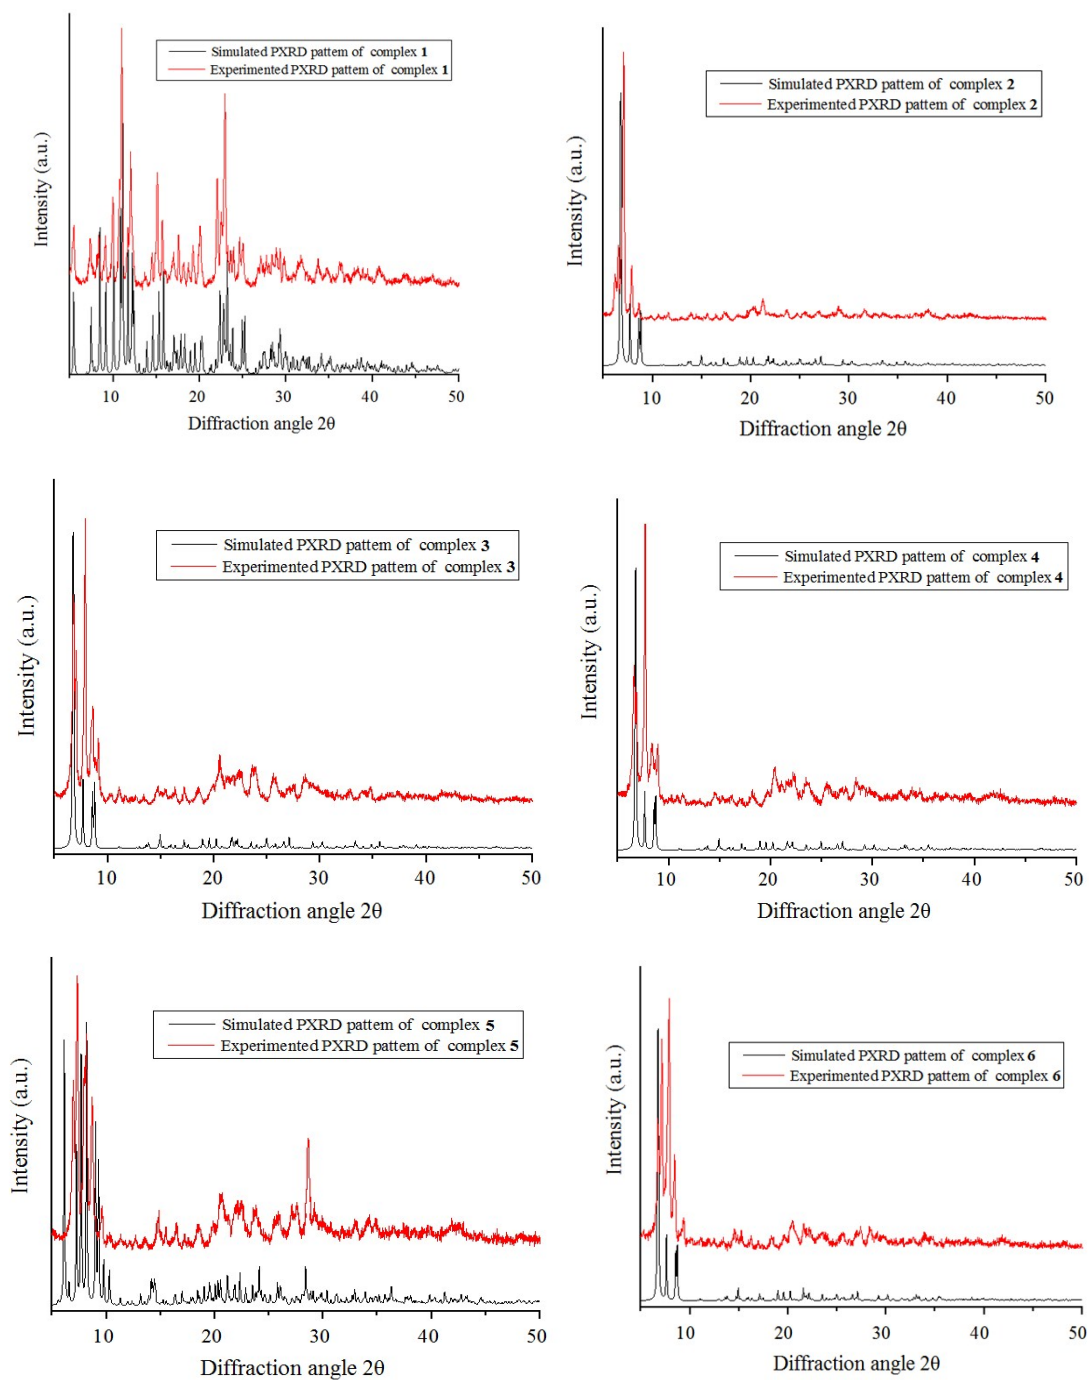 Simulated PXRD pattern of complex 1
Experimented PXRD pattern of complex 1
Intensity (a.u.)
10 20 30 40 50
Diffraction angle 2θ
Simulated PXRD pattern of complex 2
Experimented PXRD pattern of complex 2
Intensity (a.u.)
10 20 30 40 50
Diffraction angle 2θ
Simulated PXRD pattern of complex 3
Experimented PXRD pattern of complex 3
Intensity (a.u.)
10 20 30 40 50
Diffraction angle 2θ
Simulated PXRD pattern of complex 4
Experimented PXRD pattern of complex 4
Intensity (a.u.)
10 20 30 40 50
Diffraction angle 2θ
Simulated PXRD pattern of complex 5
Experimented PXRD pattern of complex 5
Intensity (a.u.)
10 20 30 40 50
Diffraction angle 2θ
Simulated PXRD pattern of complex 6
Experimented PXRD pattern of complex 6
Intensity (a.u.)
10 20 30 40 50
Diffraction angle 2θ